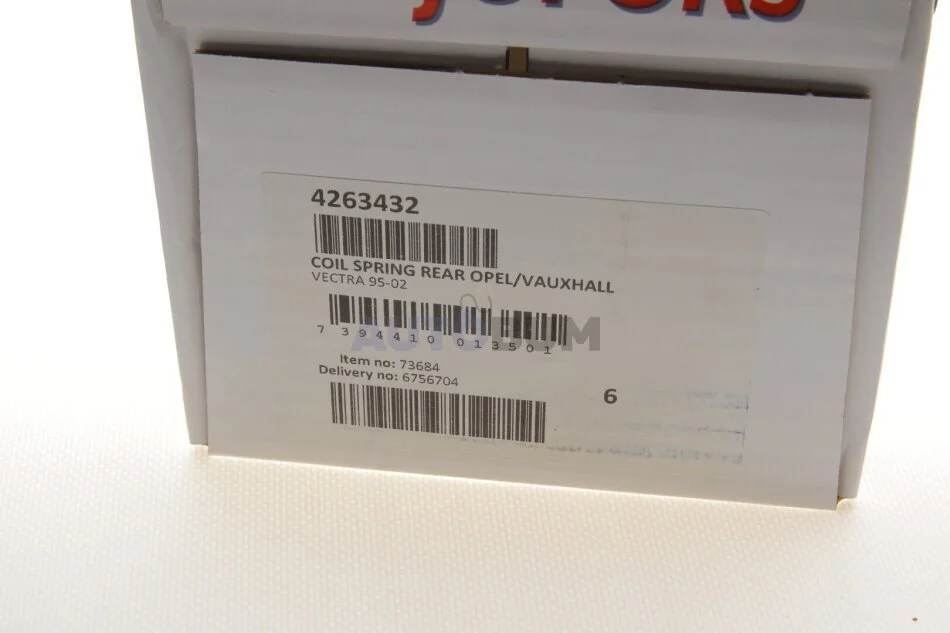 4263432
COIL SPRING REAR OPEL/VAUXHALL
VECTRA 95-02
AUTODUM
7 394410 013501
Item no: 73684
Delivery no: 6756704
6